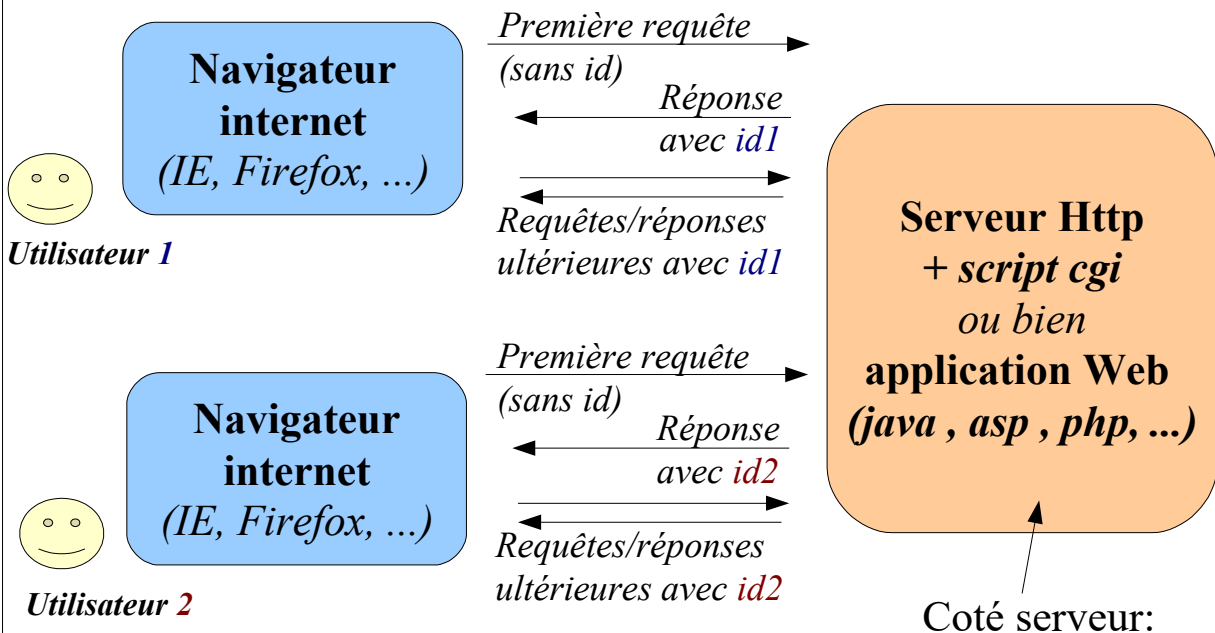 Première requête
(sans id)
Navigateur
internet
(IE, Firefox, ...)
Réponse
avec id1
Requêtes/réponses
ultérieures avec id1
Utilisateur 1
Serveur Http
+ script cgi
ou bien
application Web
(java , asp , php, ...)
Première requête
(sans id)
Navigateur
internet
(IE, Firefox, ...)
Réponse
avec id2
Requêtes/réponses
ultérieures avec id2
Utilisateur 2
Coté serveur: